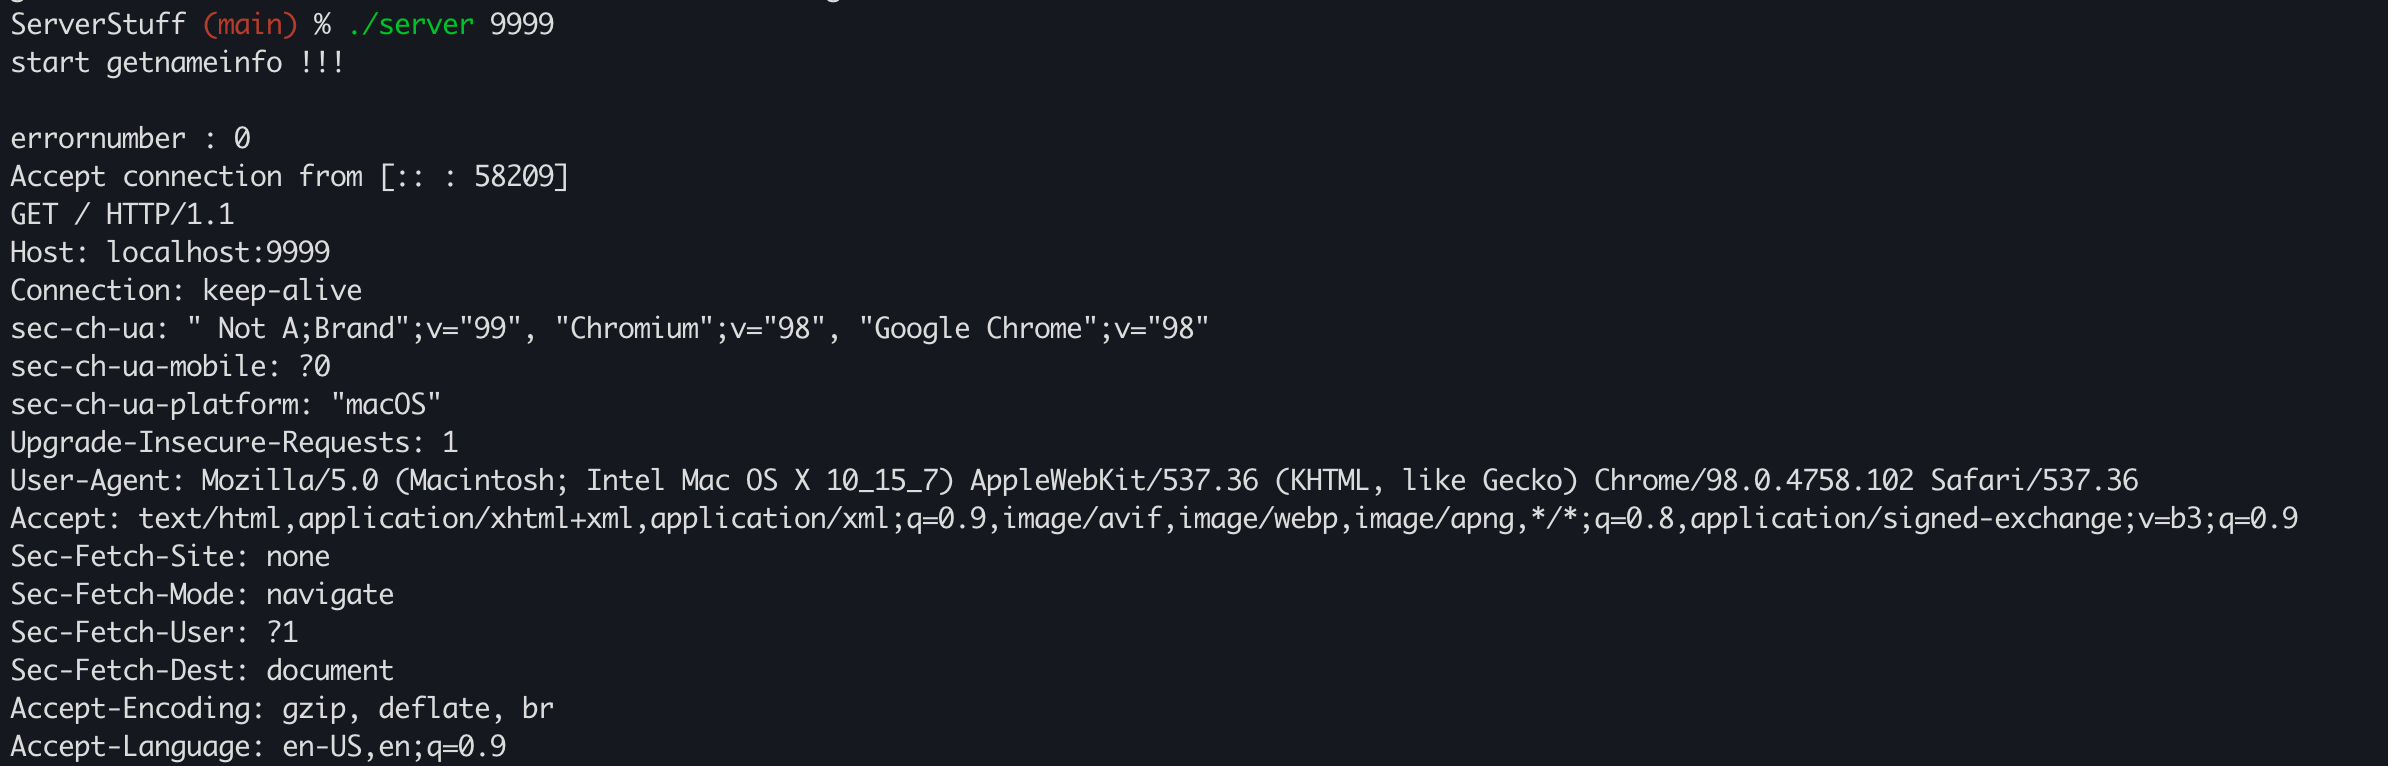 ServerStuff (main) % ./server 9999
start getnameinfo !!!
errornumber : 0
Accept connection from [:: : 58209]
GET / HTTP/1.1
Host: localhost:9999
Connection: keep-alive
sec-ch-ua: " Not A;Brand";v="99", "Chromium";v="98", "Google Chrome";v="98"
sec-ch-ua-mobile: ?0
sec-ch-ua-platform: "macOS"
Upgrade-Insecure-Requests: 1
User-Agent: Mozilla/5.0 (Macintosh; Intel Mac OS X 10_15_7) AppleWebKit/537.36 (KHTML, like Gecko) Chrome/98.0.4758.102 Safari/537.36
Accept: text/html,application/xhtml+xml,application/xml;q=0.9,image/avif,image/webp,image/apng,*/*;q=0.8,application/signed-exchange;v=b3;q=0.9
Sec-Fetch-Site: none
Sec-Fetch-Mode: navigate
Sec-Fetch-User: ?1
Sec-Fetch-Dest: document
Accept-Encoding: gzip, deflate, br
Accept-Language: en-US,en;q=0.9